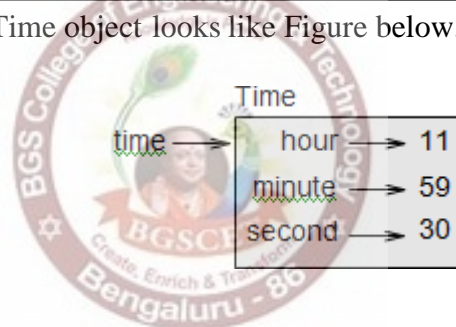 Time object looks like Figure below.
Time
time hour 11
minute 59
second 30
BGS College of Engineering & Technology
BGSCET
Create, Enrich & Transform
Bengaluru - 86